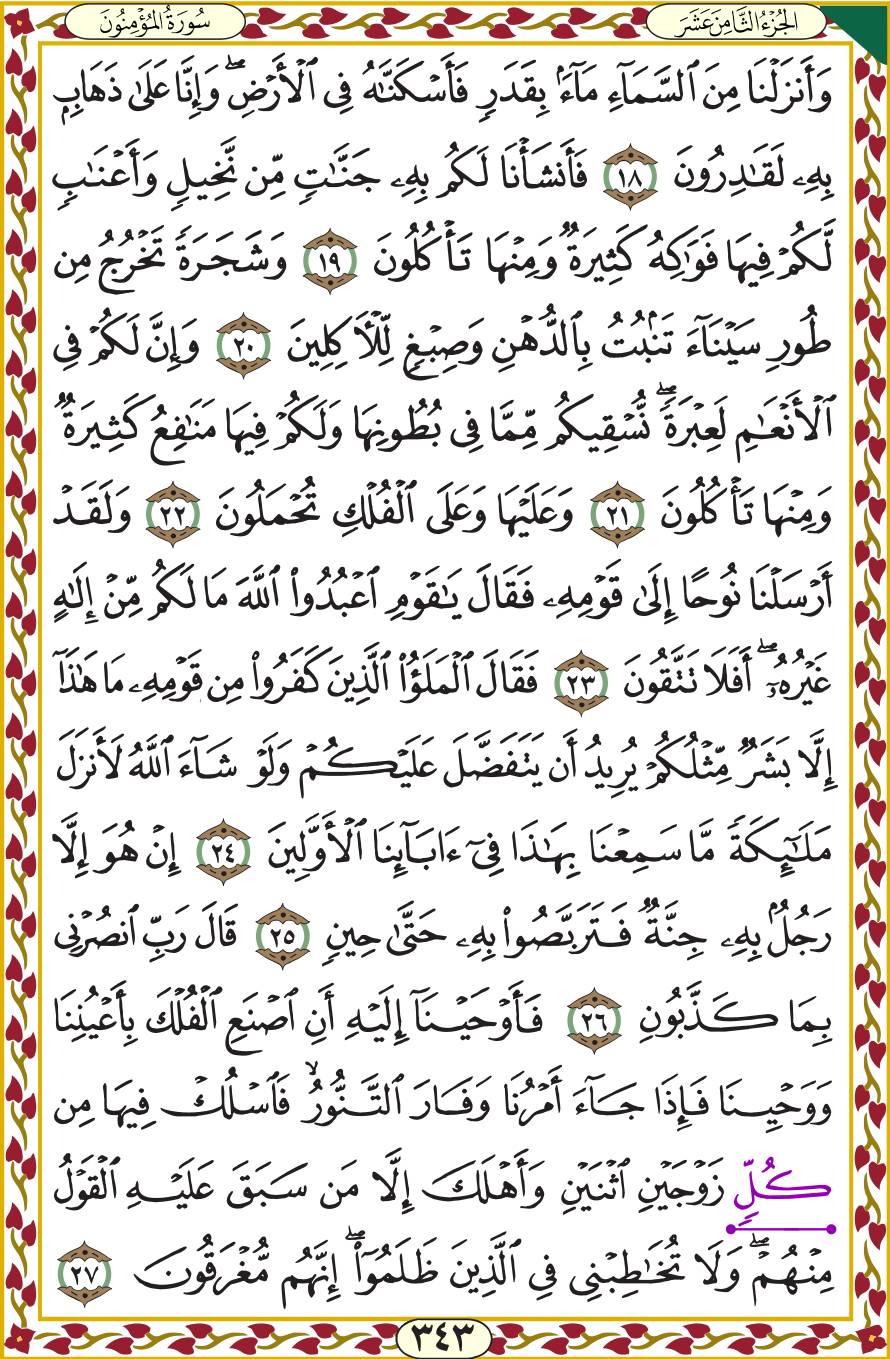 الجُزْءُ الثَّامِنَ عَشَرَ
سُورَةُ المُؤْمِنُونَ
وَأَنزَلْنَا مِنَ ٱلسَّمَآءِ مَآءَۢ بِقَدَرٍ فَأَسْكَنَّٰهُ فِى ٱلْأَرْضِۖ وَإِنَّا عَلَىٰ ذَهَابِۭ
بِهِۦ لَقَٰدِرُونَ ١٨ فَأَنشَأْنَا لَكُم بِهِۦ جَنَّٰتٍ مِّن نَّخِيلٍ وَأَعْنَٰبٍ
لَّكُمْ فِيهَا فَوَٰكِهُ كَثِيرَةٌ وَمِنْهَا تَأْكُلُونَ ١٩ وَشَجَرَةً تَخْرُجُ مِن
طُورِ سَيْنَآءَ تَنۢبُتُ بِٱلدُّهْنِ وَصِبْغٍ لِّلْأٓكِلِينَ ٢٠ وَإِنَّ لَكُمْ فِى
ٱلْأَنْعَٰمِ لَعِبْرَةًۖ نُّسْقِيكُم مِّمَّا فِى بُطُونِهَا وَلَكُمْ فِيهَا مَنَٰفِعُ كَثِيرَةٌ
وَمِنْهَا تَأْكُلُونَ ٢١ وَعَلَيْهَا وَعَلَى ٱلْفُلْكِ تُحْمَلُونَ ٢٢ وَلَقَدْ
أَرْسَلْنَا نُوحًا إِلَىٰ قَوْمِهِۦ فَقَالَ يَٰقَوْمِ ٱعْبُدُوا۟ ٱللَّهَ مَا لَكُم مِّنْ إِلَٰهٍ
غَيْرُهُۥٓۖ أَفَلَا تَتَّقُونَ ٢٣ فَقَالَ ٱلْمَلَؤُا۟ ٱلَّذِينَ كَفَرُوا۟ مِن قَوْمِهِۦ مَا هَٰذَآ
إِلَّا بَشَرٌ مِّثْلُكُمْ يُرِيدُ أَن يَتَفَضَّلَ عَلَيْكُمْ وَلَوْ شَآءَ ٱللَّهُ لَأَنزَلَ
مَلَٰٓئِكَةً مَّا سَمِعْنَا بِهَٰذَا فِىٓ ءَابَآئِنَا ٱلْأَوَّلِينَ ٢٤ إِنْ هُوَ إِلَّا
رَجُلٌۢ بِهِۦ جِنَّةٌ فَتَرَبَّصُوا۟ بِهِۦ حَتَّىٰ حِينٍ ٢٥ قَالَ رَبِّ ٱنصُرْنِى
بِمَا كَذَّبُونِ ٢٦ فَأَوْحَيْنَآ إِلَيْهِ أَنِ ٱصْنَعِ ٱلْفُلْكَ بِأَعْيُنِنَا
وَوَحْيِنَا فَإِذَا جَآءَ أَمْرُنَا وَفَارَ ٱلتَّنُّورُۙ فَٱسْلُكْ فِيهَا مِن
كُلِّ زَوْجَيْنِ ٱثْنَيْنِ وَأَهْلَكَ إِلَّا مَن سَبَقَ عَلَيْهِ ٱلْقَوْلُ
مِنْهُمْۖ وَلَا تُخَٰطِبْنِى فِى ٱلَّذِينَ ظَلَمُوٓا۟ۖ إِنَّهُم مُّغْرَقُونَ ٢٧
٣٤٣